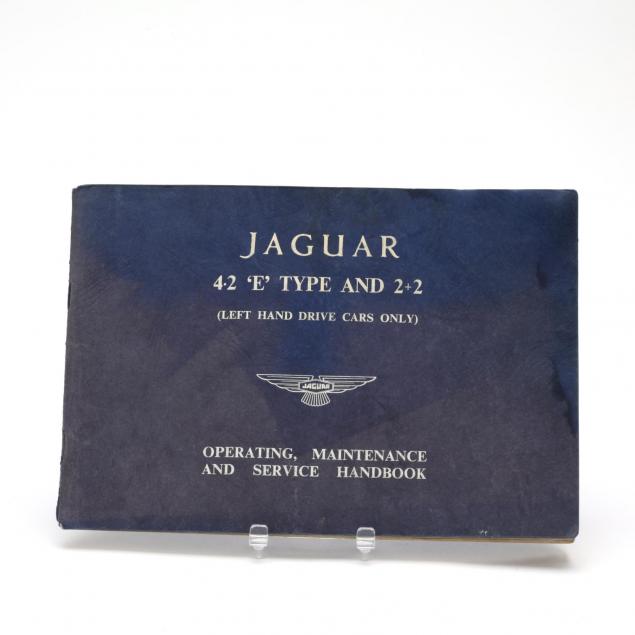 JAGUAR
4·2 ‘E’ TYPE AND 2+2
(LEFT HAND DRIVE CARS ONLY)
JAGUAR
OPERATING, MAINTENANCE
AND SERVICE HANDBOOK